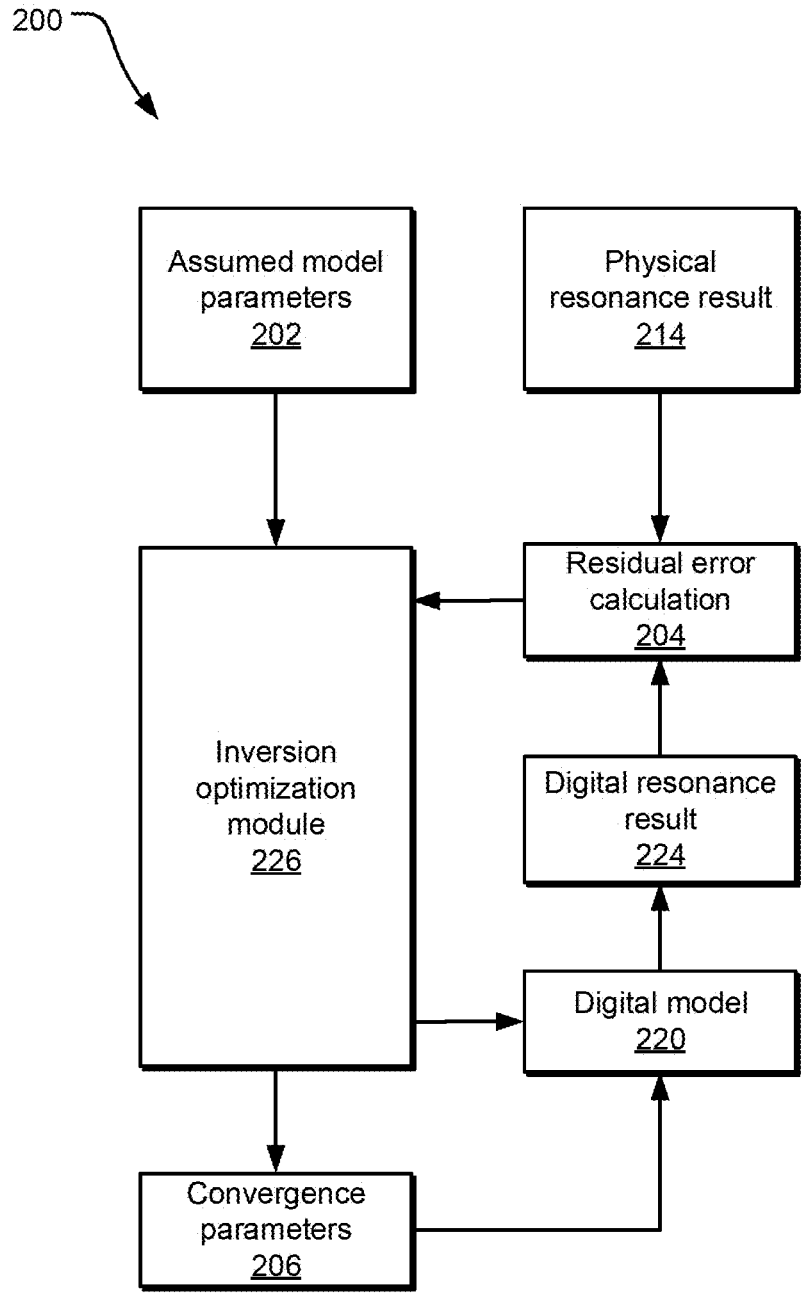 200
Assumed model
parameters
202
Physical
resonance result
214
Residual error
calculation
204
Inversion
optimization
module
226
Digital resonance
result
224
Digital model
220
Convergence
parameters
206